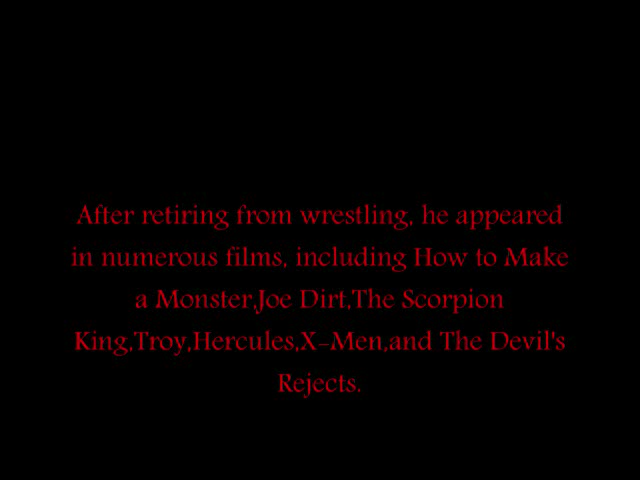 After retiring from wrestling, he appeared
in numerous films, including How to Make
a Monster,Joe Dirt,The Scorpion
King,Troy,Hercules,X-Men,and The Devil's
Rejects.